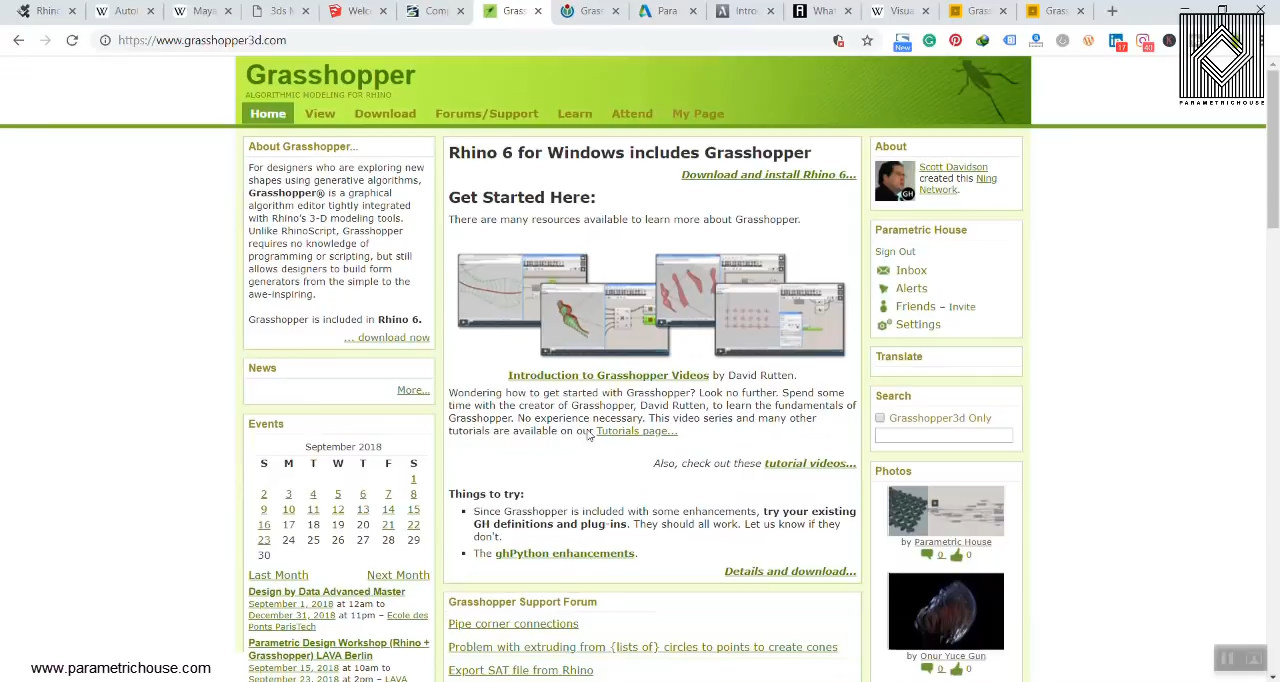 Rhino
Auto
Maya
3ds M
Welc
Comp
Grass
Gras
Para
Intro
What
Visua
Grass
Grass
https://www.grasshopper3d.com
New
17
40
PARAMETRICHOUSE
Grasshopper
ALGORITHMIC MODELING FOR RHINO
Home View Download Forums/Support Learn Attend My Page
About Grasshopper...
For designers who are exploring new
shapes using generative algorithms,
Grasshopper® is a graphical
algorithm editor tightly integrated
with Rhino's 3-D modeling tools.
Unlike RhinoScript, Grasshopper
requires no knowledge of
programming or scripting, but still
allows designers to build form
generators from the simple to the
awe-inspiring.
Grasshopper is included in Rhino 6.
... download now
News
More...
Events
September 2018
S M T W T F S
1
2 3 4 5 6 7 8
9 10 11 12 13 14 15
16 17 18 19 20 21 22
23 24 25 26 27 28 29
30
Last Month Next Month
Design by Data Advanced Master
September 1, 2018 at 12am to
December 31, 2018 at 11pm – Ecole des
Ponts ParisTech
Parametric Design Workshop (Rhino +
Grasshopper) LAVA Berlin
September 15, 2018 at 10am to
September 23, 2018 at 2pm – LAVA
Rhino 6 for Windows includes Grasshopper
Download and install Rhino 6...
Get Started Here:
There are many resources available to learn more about Grasshopper.
Introduction to Grasshopper Videos by David Rutten.
Wondering how to get started with Grasshopper? Look no further. Spend some
time with the creator of Grasshopper, David Rutten, to learn the fundamentals of
Grasshopper. No experience necessary. This video series and many other
tutorials are available on our Tutorials page...
Also, check out these tutorial videos...
Things to try:
Since Grasshopper is included with some enhancements, try your existing
GH definitions and plug-ins. They should all work. Let us know if they
don't.
The ghPython enhancements.
Details and download...
Grasshopper Support Forum
Pipe corner connections
Problem with extruding from {lists of} circles to points to create cones
Export SAT file from Rhino
About
Scott Davidson
created this Ning
Network.
GH
Parametric House
Sign Out
Inbox
Alerts
Friends – Invite
Settings
Translate
Search
Grasshopper3d Only
Photos
by Parametric House
0 0
by Onur Yuce Gun
0 0
www.parametrichouse.com